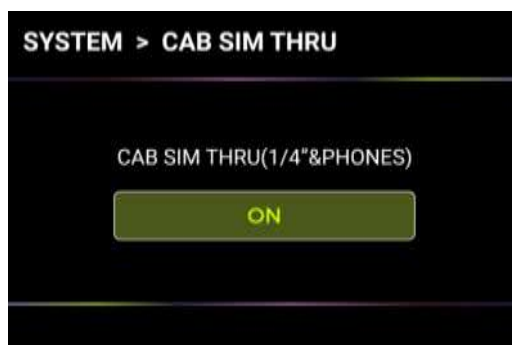 SYSTEM > CAB SIM THRU
CAB SIM THRU(1/4"&PHONES)
ON